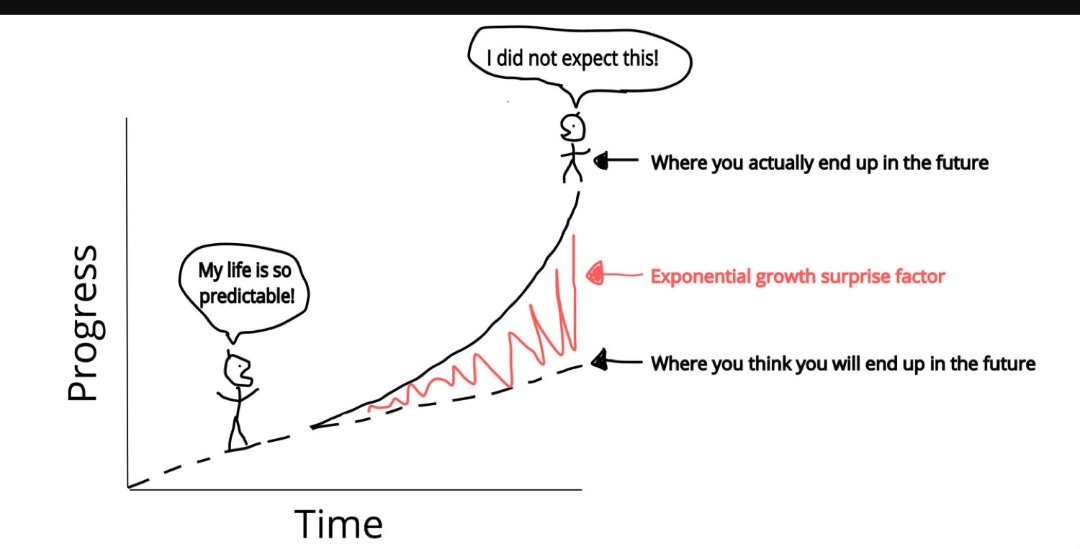 I did not expect this!
Where you actually end up in the future
My life is so
predictable!
Exponential growth surprise factor
Progress
Where you think you will end up in the future
Time